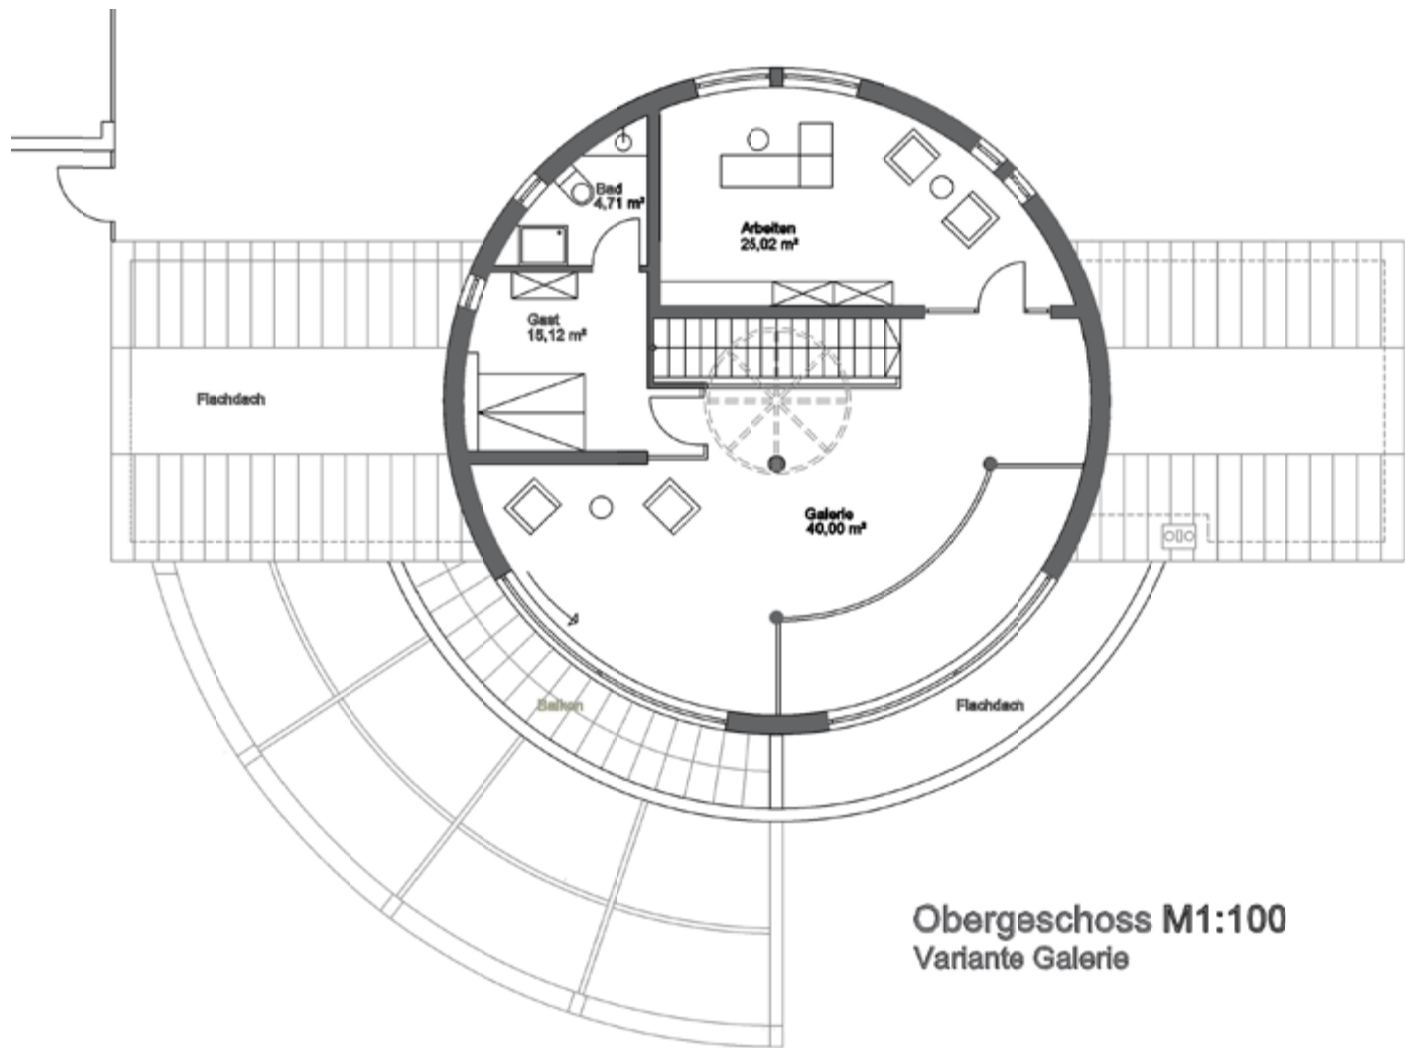 Bad
4,71 m²
Arbeiten
25,02 m²
Gast
15,12 m²
Flachdach
Galerie
40,00 m²
Balkon
Flachdach
Obergeschoss M1:100
Variante Galerie